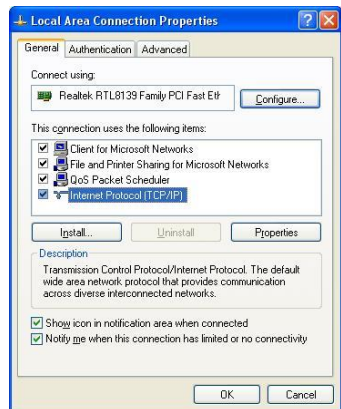 Local Area Connection Properties
General Authentication Advanced
Connect using:
Realtek RTL8139 Family PCI Fast Eth
Configure...
This connection uses the following items:
Client for Microsoft Networks
File and Printer Sharing for Microsoft Networks
QoS Packet Scheduler
Internet Protocol (TCP/IP)
Install... Uninstall Properties
Description
Transmission Control Protocol/Internet Protocol. The default
wide area network protocol that provides communication
across diverse interconnected networks.
Show icon in notification area when connected
Notify me when this connection has limited or no connectivity
OK Cancel